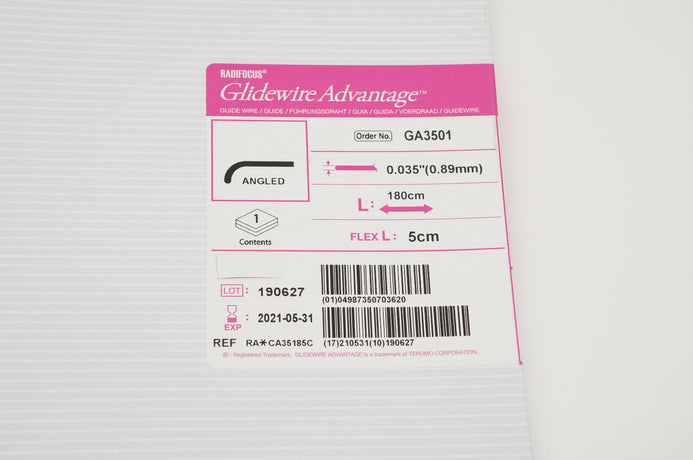 RADIFOCUS®
Glidewire Advantage™
GUIDE WIRE / GUIDE / FÜHRUNGSDRAHT / GUIA / GUIDA / VOERDRAAD / GUIDEWIRE
Order No. GA3501
ANGLED
0.035"(0.89mm)
L: 180cm
1
Contents
FLEX L: 5cm
LOT: 190627
(01)04987350703620
EXP : 2021-05-31
REF RA*CA35185C
(17)210531(10)190627
®: Registered Trademark. GLIDEWIRE ADVANTAGE is a trademark of TERUMO CORPORATION.